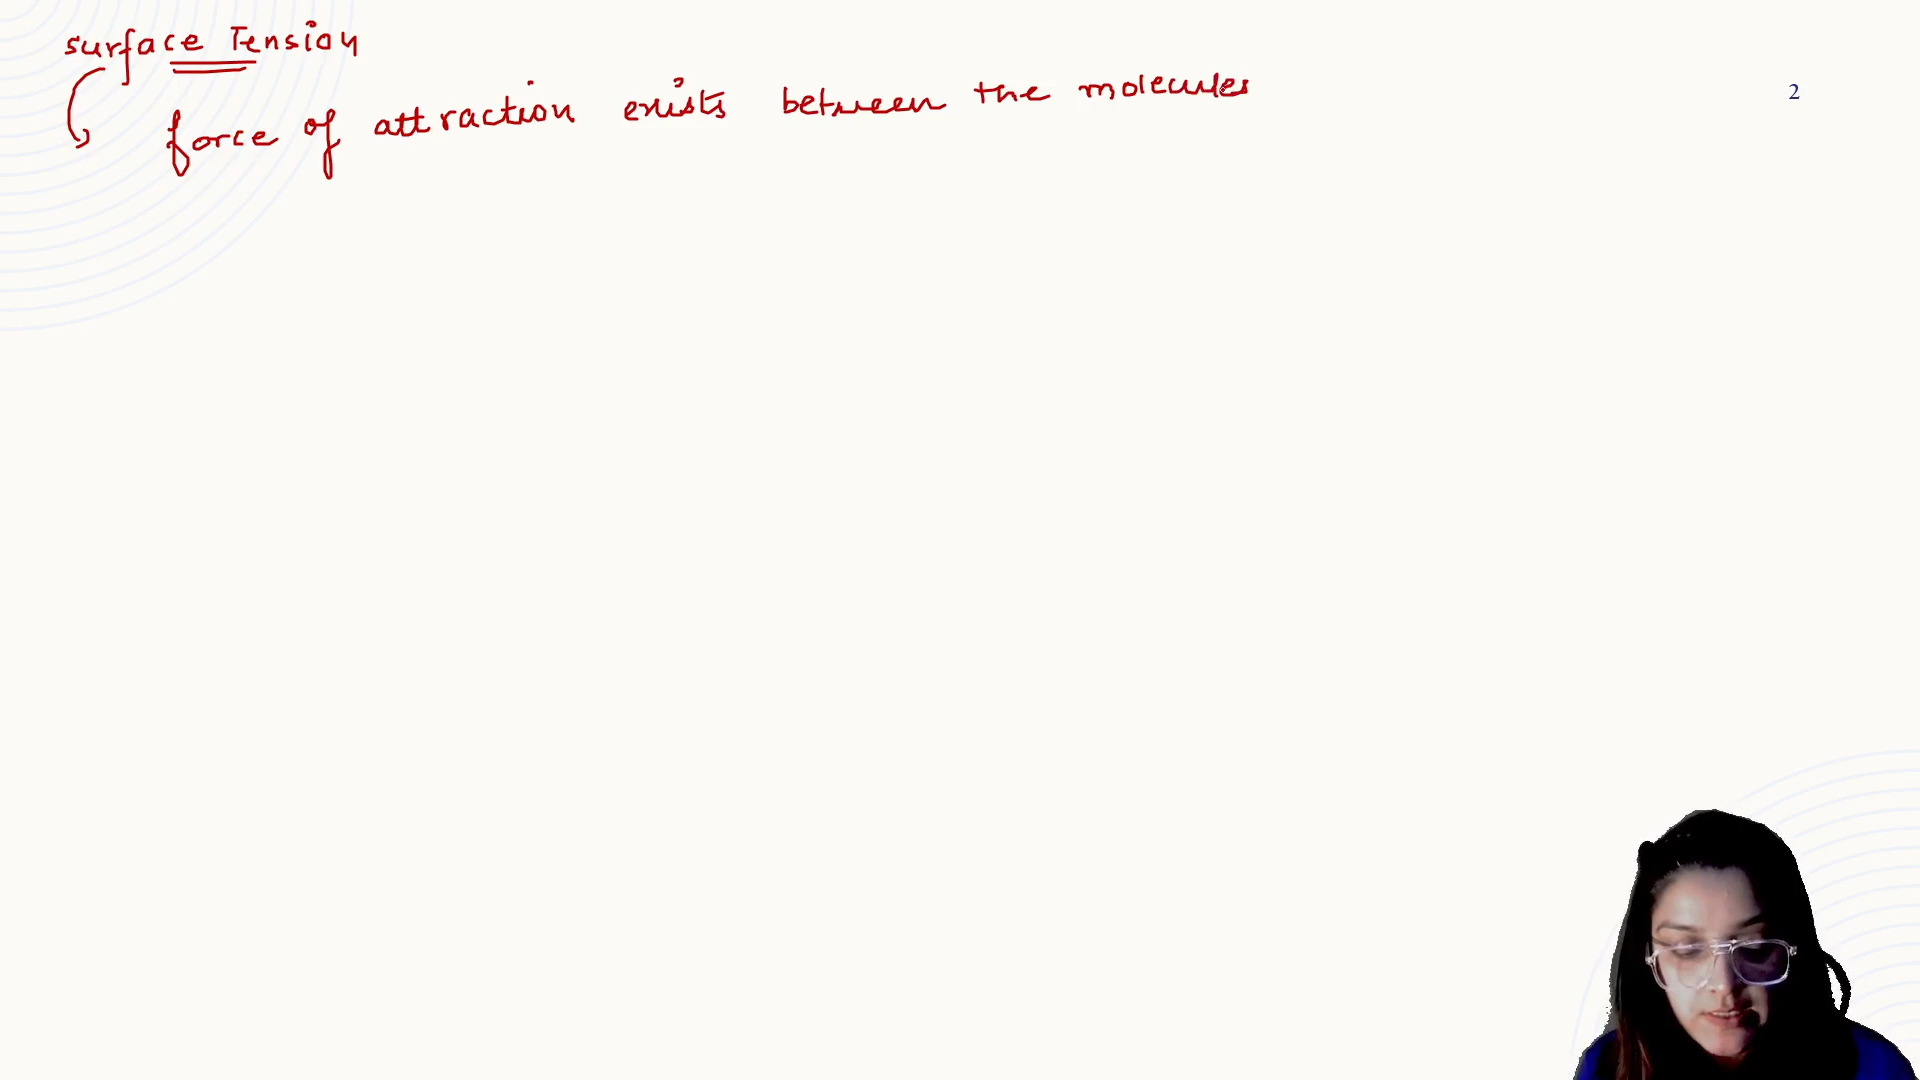 surface Tension
force of attraction exists between the molecules
2